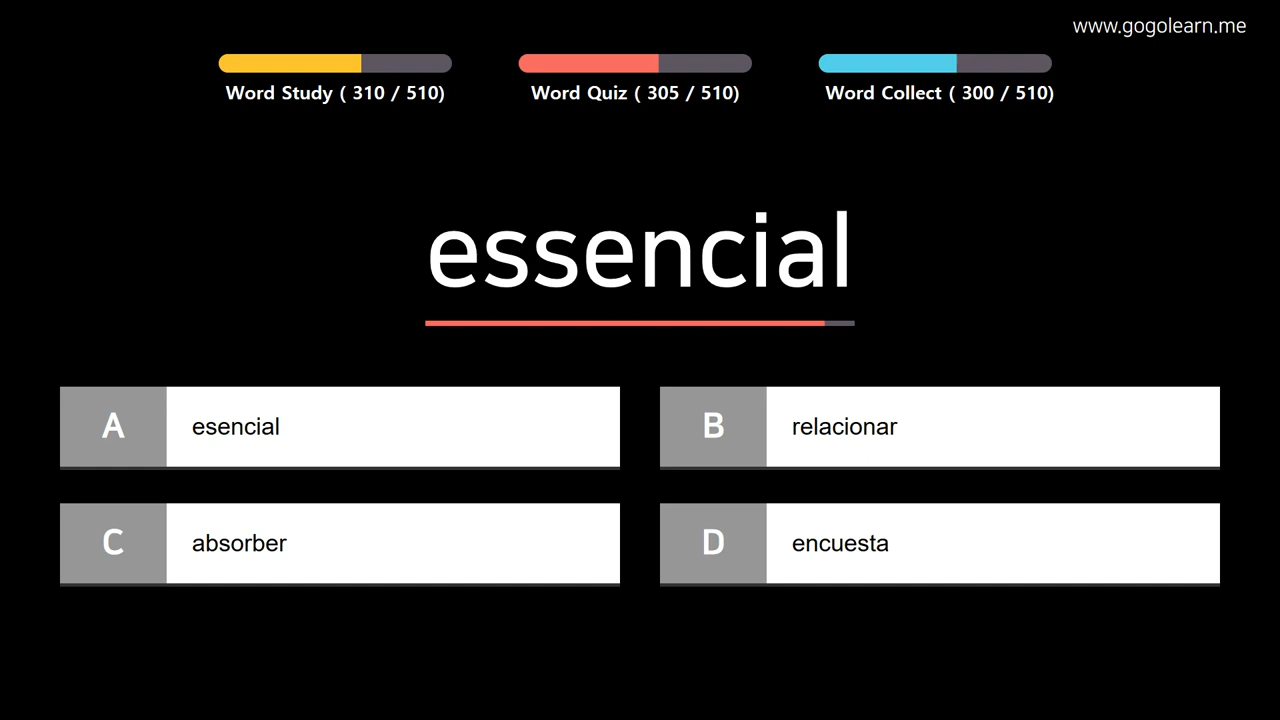 www.gogolearn.me
Word Study ( 310 / 510)
Word Quiz ( 305 / 510)
Word Collect ( 300 / 510)
essencial
A esencial
B relacionar
C absorber
D encuesta